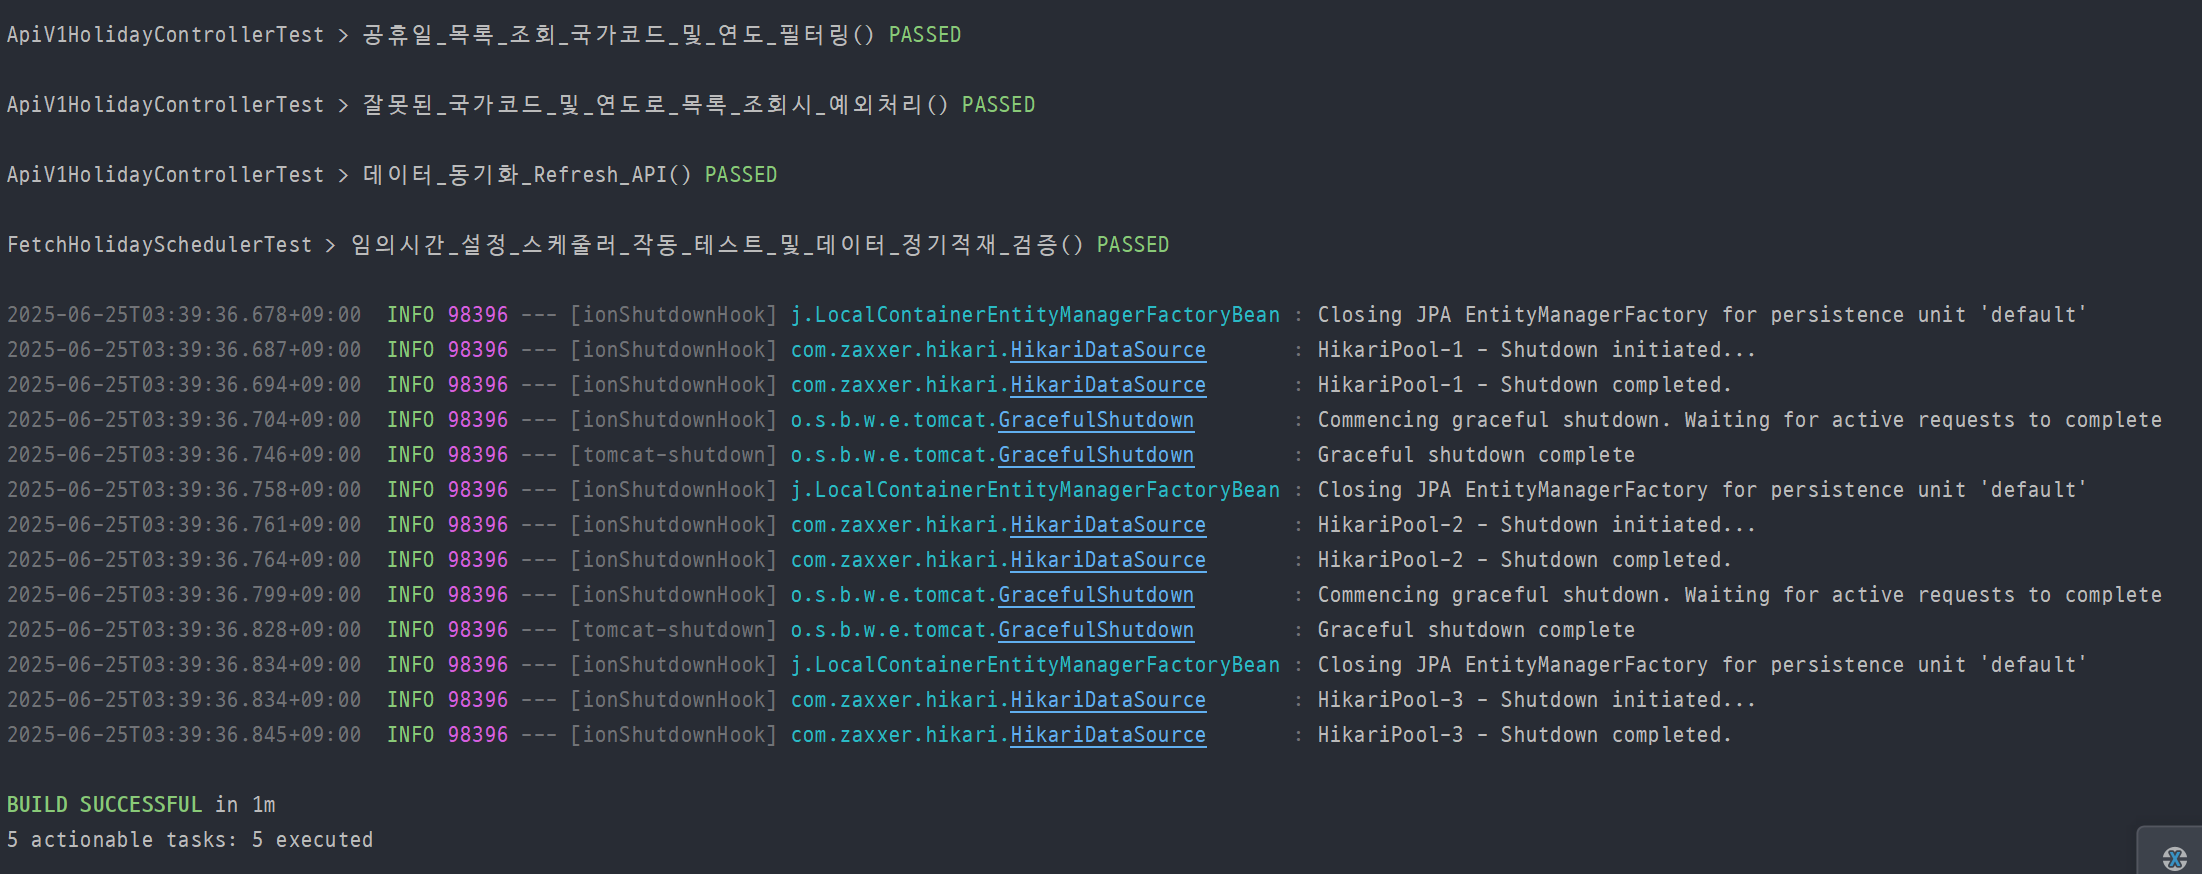 ApiV1HolidayControllerTest > 공휴일_목록_조회_국가코드_및_연도_필터링() PASSED
ApiV1HolidayControllerTest > 잘못된_국가코드_및_연도로_목록_조회시_예외처리() PASSED
ApiV1HolidayControllerTest > 데이터_동기화_Refresh_API() PASSED
FetchHolidaySchedulerTest > 임의시간_설정_스케줄러_작동_테스트_및_데이터_정기적재_검증() PASSED
2025-06-25T03:39:36.678+09:00  INFO 98396 --- [ionShutdownHook] j.LocalContainerEntityManagerFactoryBean : Closing JPA EntityManagerFactory for persistence unit 'default'
2025-06-25T03:39:36.687+09:00  INFO 98396 --- [ionShutdownHook] com.zaxxer.hikari.HikariDataSource       : HikariPool-1 - Shutdown initiated...
2025-06-25T03:39:36.694+09:00  INFO 98396 --- [ionShutdownHook] com.zaxxer.hikari.HikariDataSource       : HikariPool-1 - Shutdown completed.
2025-06-25T03:39:36.704+09:00  INFO 98396 --- [ionShutdownHook] o.s.b.w.e.tomcat.GracefulShutdown        : Commencing graceful shutdown. Waiting for active requests to complete
2025-06-25T03:39:36.746+09:00  INFO 98396 --- [tomcat-shutdown] o.s.b.w.e.tomcat.GracefulShutdown        : Graceful shutdown complete
2025-06-25T03:39:36.758+09:00  INFO 98396 --- [ionShutdownHook] j.LocalContainerEntityManagerFactoryBean : Closing JPA EntityManagerFactory for persistence unit 'default'
2025-06-25T03:39:36.761+09:00  INFO 98396 --- [ionShutdownHook] com.zaxxer.hikari.HikariDataSource       : HikariPool-2 - Shutdown initiated...
2025-06-25T03:39:36.764+09:00  INFO 98396 --- [ionShutdownHook] com.zaxxer.hikari.HikariDataSource       : HikariPool-2 - Shutdown completed.
2025-06-25T03:39:36.799+09:00  INFO 98396 --- [ionShutdownHook] o.s.b.w.e.tomcat.GracefulShutdown        : Commencing graceful shutdown. Waiting for active requests to complete
2025-06-25T03:39:36.828+09:00  INFO 98396 --- [tomcat-shutdown] o.s.b.w.e.tomcat.GracefulShutdown        : Graceful shutdown complete
2025-06-25T03:39:36.834+09:00  INFO 98396 --- [ionShutdownHook] j.LocalContainerEntityManagerFactoryBean : Closing JPA EntityManagerFactory for persistence unit 'default'
2025-06-25T03:39:36.834+09:00  INFO 98396 --- [ionShutdownHook] com.zaxxer.hikari.HikariDataSource       : HikariPool-3 - Shutdown initiated...
2025-06-25T03:39:36.845+09:00  INFO 98396 --- [ionShutdownHook] com.zaxxer.hikari.HikariDataSource       : HikariPool-3 - Shutdown completed.
BUILD SUCCESSFUL in 1m
5 actionable tasks: 5 executed